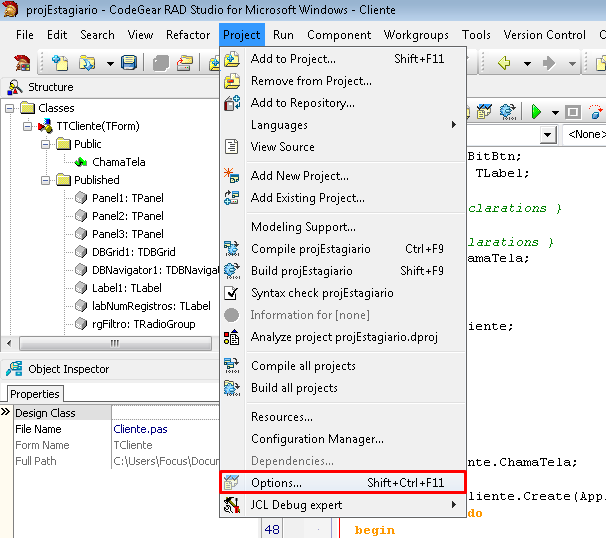 projEstagiario - CodeGear RAD Studio for Microsoft Windows - Cliente
File Edit Search View Refactor Project Run Component Workgroups Tools Version Control
Structure
Classes
TTCliente(TForm)
Public
ChamaTela
Published
Panel1: TPanel
Panel2: TPanel
Panel3: TPanel
DBGrid1: TDBGrid
DBNavigator1: TDBNavigat
Label1: TLabel
labNumRegistros: TLabel
rgFiltro: TRadioGroup
Object Inspector
Properties
Design Class
File Name Cliente.pas
Form Name TCliente
Full Path C:\Users\Focus\Docum
Add to Project... Shift+F11
Remove from Project...
Add to Repository...
Languages
View Source
Add New Project...
Add Existing Project...
Modeling Support...
Compile projEstagiario Ctrl+F9
Build projEstagiario Shift+F9
Syntax check projEstagiario
Information for [none]
Analyze project projEstagiario.dproj
Compile all projects
Build all projects
Resources...
Configuration Manager...
Dependencies...
Options... Shift+Ctrl+F11
JCL Debug expert
<None>
BitBtn;
TLabel;
clarations }
larations }
amaTela;
iente;
nte.ChamaTela;
liente.Create(App
do
48 begin